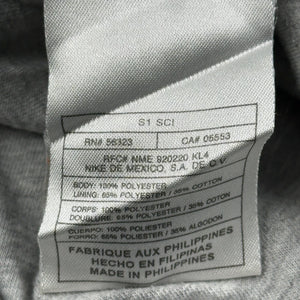 S1 SCI
RN# 56323 CA# 05553
RFC# NME 920220 KL4
NIKE DE MEXICO, S.A. DE C.V.
BODY: 100% POLYESTER
LINING: 65% POLYESTER / 35% COTTON
CORPS: 100% POLYESTER
DOUBLURE: 65% POLYESTER / 35% COTON
CUERPO: 100% POLIESTER
FORRO: 65% POLIESTER / 35% ALGODON
FABRIQUE AUX PHILIPPINES
HECHO EN FILIPINAS
MADE IN PHILIPPINES